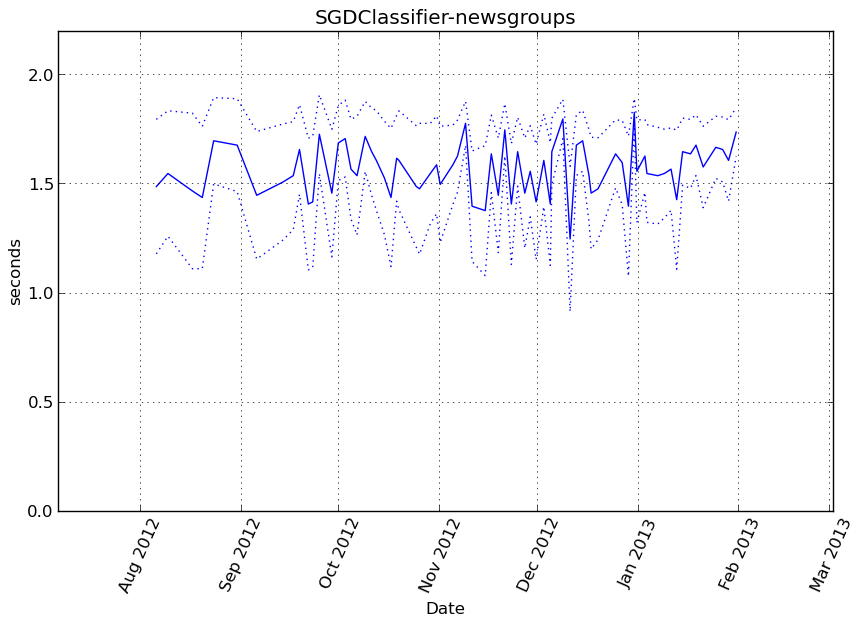 SGDClassifier-newsgroups
2.0
1.5
1.0
0.5
0.0
seconds
Aug 2012
Sep 2012
Oct 2012
Nov 2012
Dec 2012
Jan 2013
Feb 2013
Mar 2013
Date